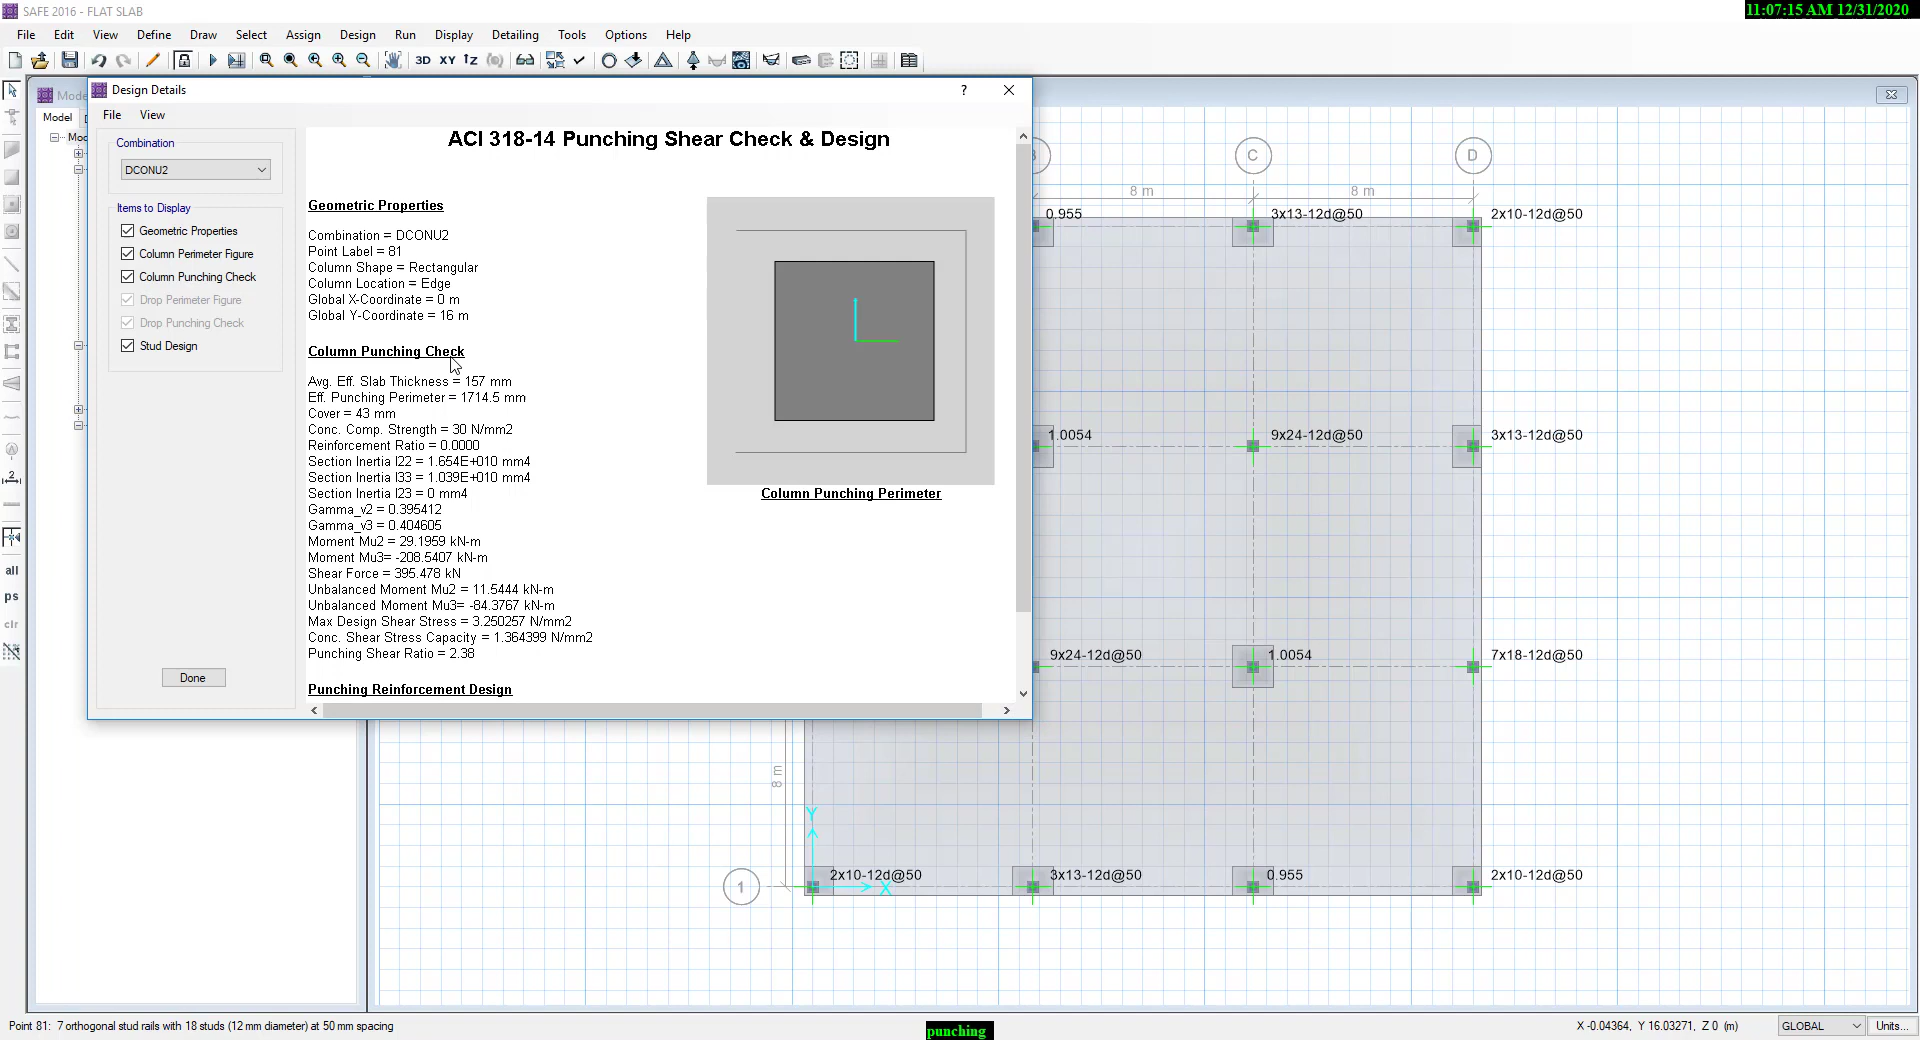 SAFE 2016 - FLAT SLAB
11:07:15 AM 12/31/2020
File Edit View Define Draw Select Assign Design Run Display Detailing Tools Options Help
3D XY
Model
Design Details
?
File View
Combination
DCONU2
Items to Display
Geometric Properties
Column Perimeter Figure
Column Punching Check
Drop Perimeter Figure
Drop Punching Check
Stud Design
Done
all
ps
clr
ACI 318-14 Punching Shear Check & Design
Geometric Properties
Combination = DCONU2
Point Label = 81
Column Shape = Rectangular
Column Location = Edge
Global X-Coordinate = 0 m
Global Y-Coordinate = 16 m
Column Punching Check
Avg. Eff. Slab Thickness = 157 mm
Eff. Punching Perimeter = 1714.5 mm
Cover = 43 mm
Conc. Comp. Strength = 30 N/mm2
Reinforcement Ratio = 0.0000
Section Inertia I22 = 1.654E+010 mm4
Section Inertia I33 = 1.039E+010 mm4
Section Inertia I23 = 0 mm4
Gamma_v2 = 0.395412
Gamma_v3 = 0.404605
Moment Mu2 = 29.1959 kN-m
Moment Mu3= -208.5407 kN-m
Shear Force = 395.478 kN
Unbalanced Moment Mu2 = 11.5444 kN-m
Unbalanced Moment Mu3= -84.3767 kN-m
Max Design Shear Stress = 3.250257 N/mm2
Conc. Shear Stress Capacity = 1.364399 N/mm2
Punching Shear Ratio = 2.38
Punching Reinforcement Design
Column Punching Perimeter
C D
8 m 8 m
0.955 3x13-12d@50 2x10-12d@50
1.0054 9x24-12d@50 3x13-12d@50
9x24-12d@50 1.0054 7x18-12d@50
8 m
Y
1 2x10-12d@50 3x13-12d@50 0.955 2x10-12d@50
X
Point 81: 7 orthogonal stud rails with 18 studs (12 mm diameter) at 50 mm spacing
punching
X -0.04364, Y 16.03271, Z 0 (m)
GLOBAL
Units...